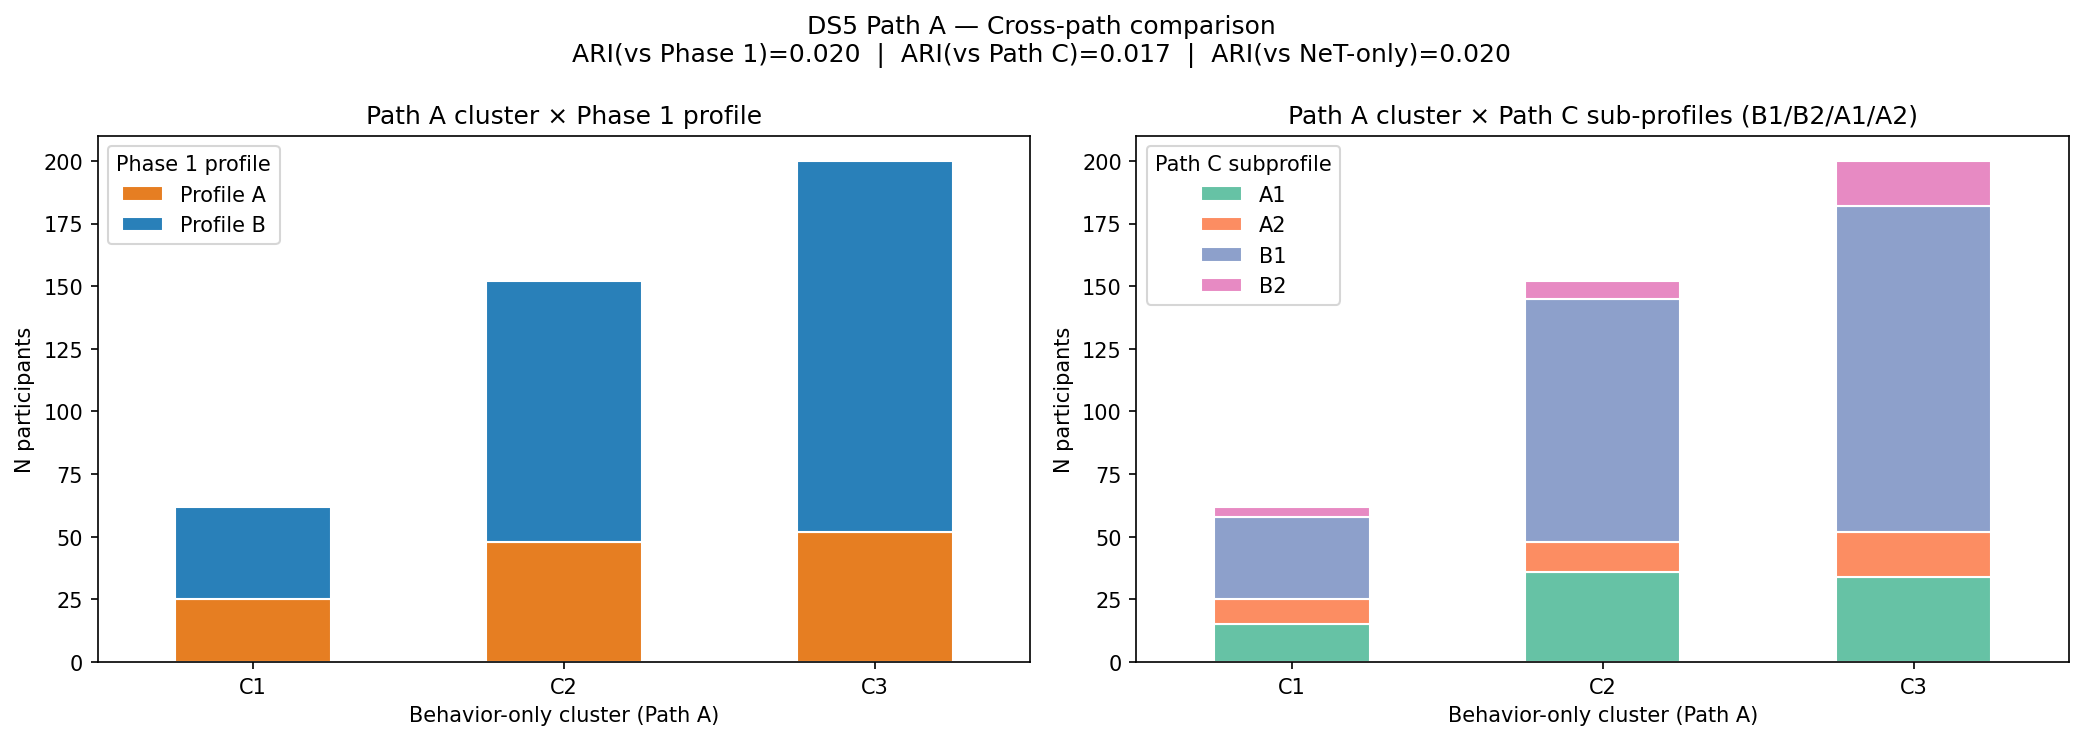 DS5 Path A — Cross-path comparison
ARI(vs Phase 1)=0.020 | ARI(vs Path C)=0.017 | ARI(vs NeT-only)=0.020
Path A cluster × Phase 1 profile
N participants
200
175
150
125
100
75
50
25
0
Phase 1 profile
Profile A
Profile B
C1 C2 C3
Behavior-only cluster (Path A)
Path A cluster × Path C sub-profiles (B1/B2/A1/A2)
N participants
200
175
150
125
100
75
50
25
0
Path C subprofile
A1
A2
B1
B2
C1 C2 C3
Behavior-only cluster (Path A)